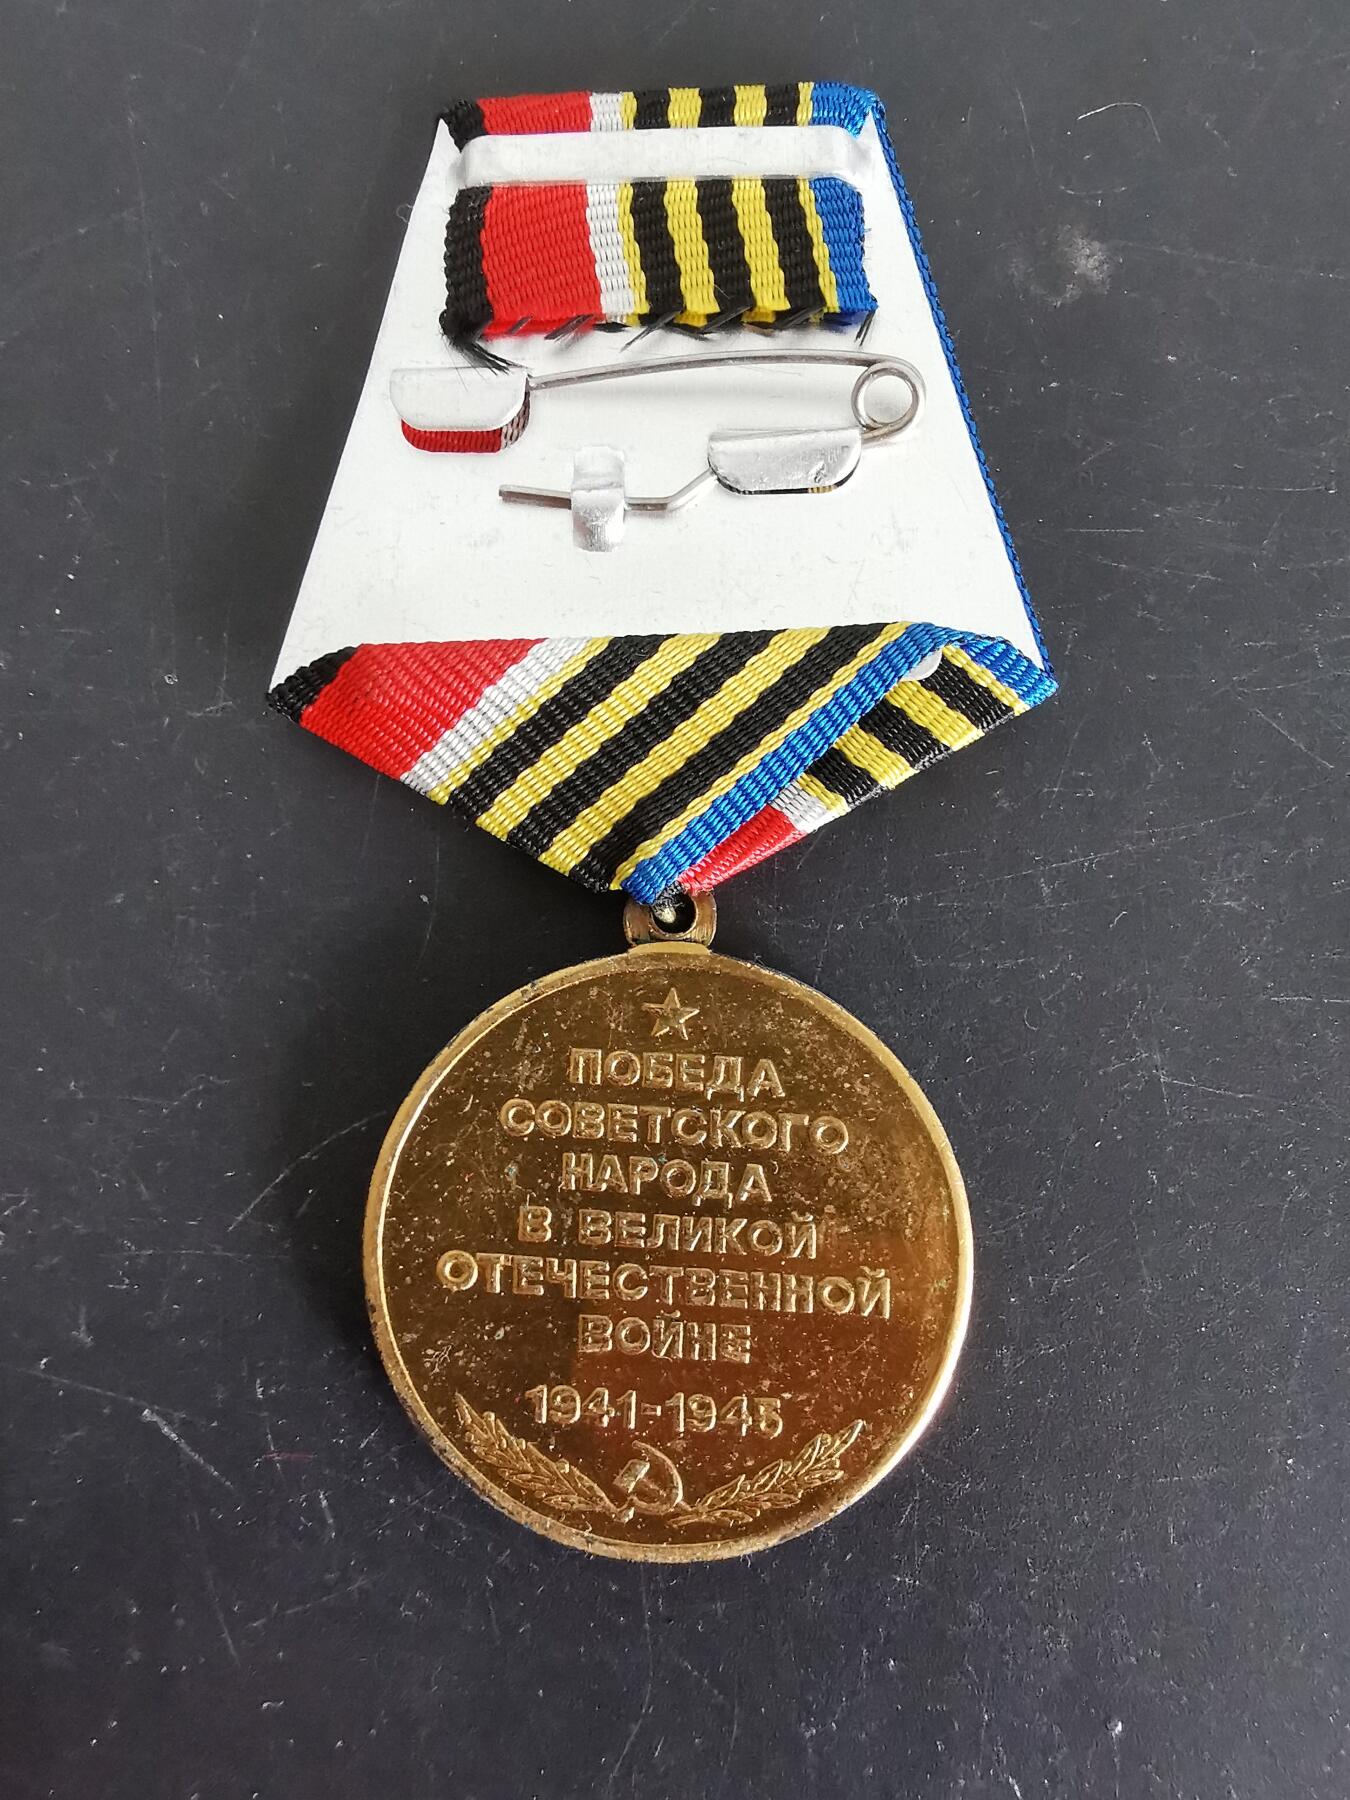 ПОБЕДА
СОВЕТСКОГО
НАРОДА
В ВЕЛИКОЙ
ОТЕЧЕСТВЕННОЙ
ВОЙНЕ
1941-1945